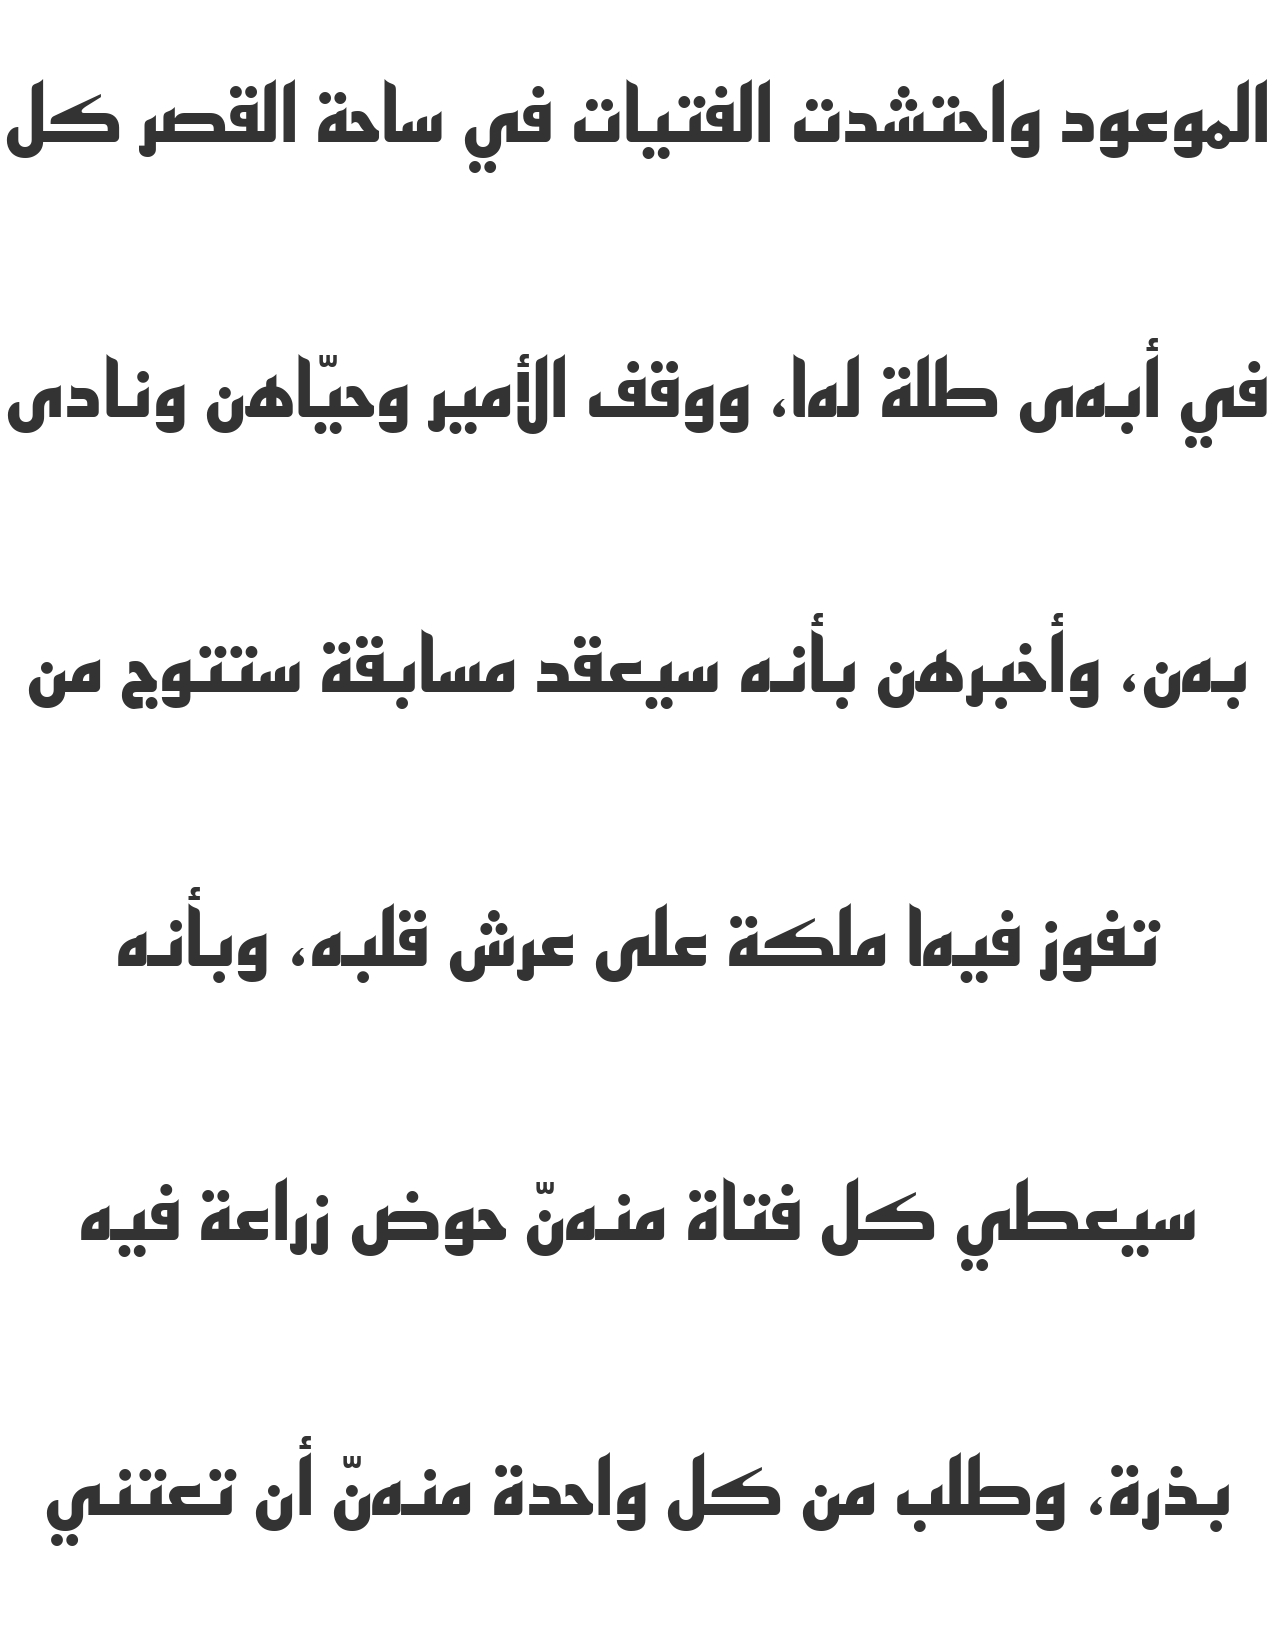 الموعود واحتشدت الفتيات في ساحة القصر كل
في أبهى طلة لها، ووقف الأمير وحيّاهن ونادى
بهن، وأخبرهن بأنه سيعقد مسابقة ستتوج من
تفوز فيها ملكة على عرش قلبه، وبأنه
سيعطي كل فتاة منهنّ حوض زراعة فيه
بذرة، وطلب من كل واحدة منهنّ أن تعتني